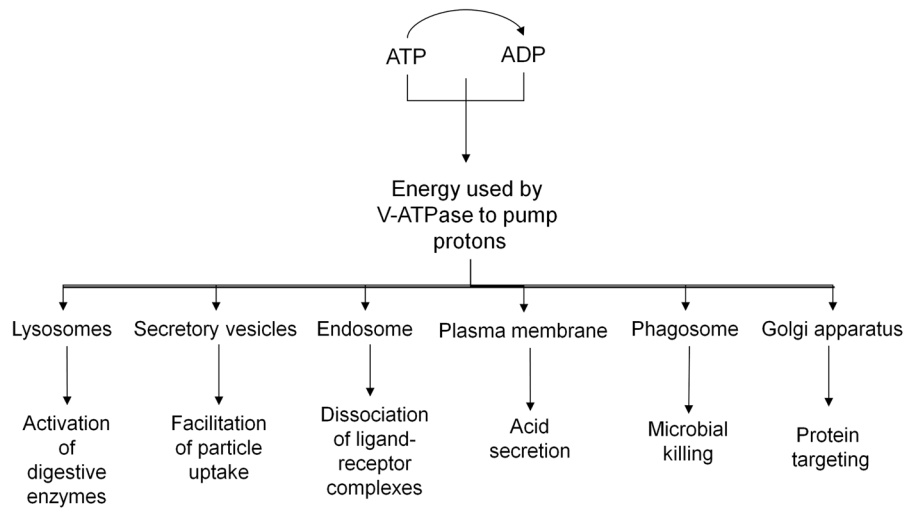 ATP
ADP
Energy used by
V-ATPase to pump
protons
Lysosomes
Secretory vesicles
Endosome
Plasma membrane
Phagosome
Golgi apparatus
Activation
of
digestive
enzymes
Facilitation
of particle
uptake
Dissociation
of ligand-
receptor
complexes
Acid
secretion
Microbial
killing
Protein
targeting